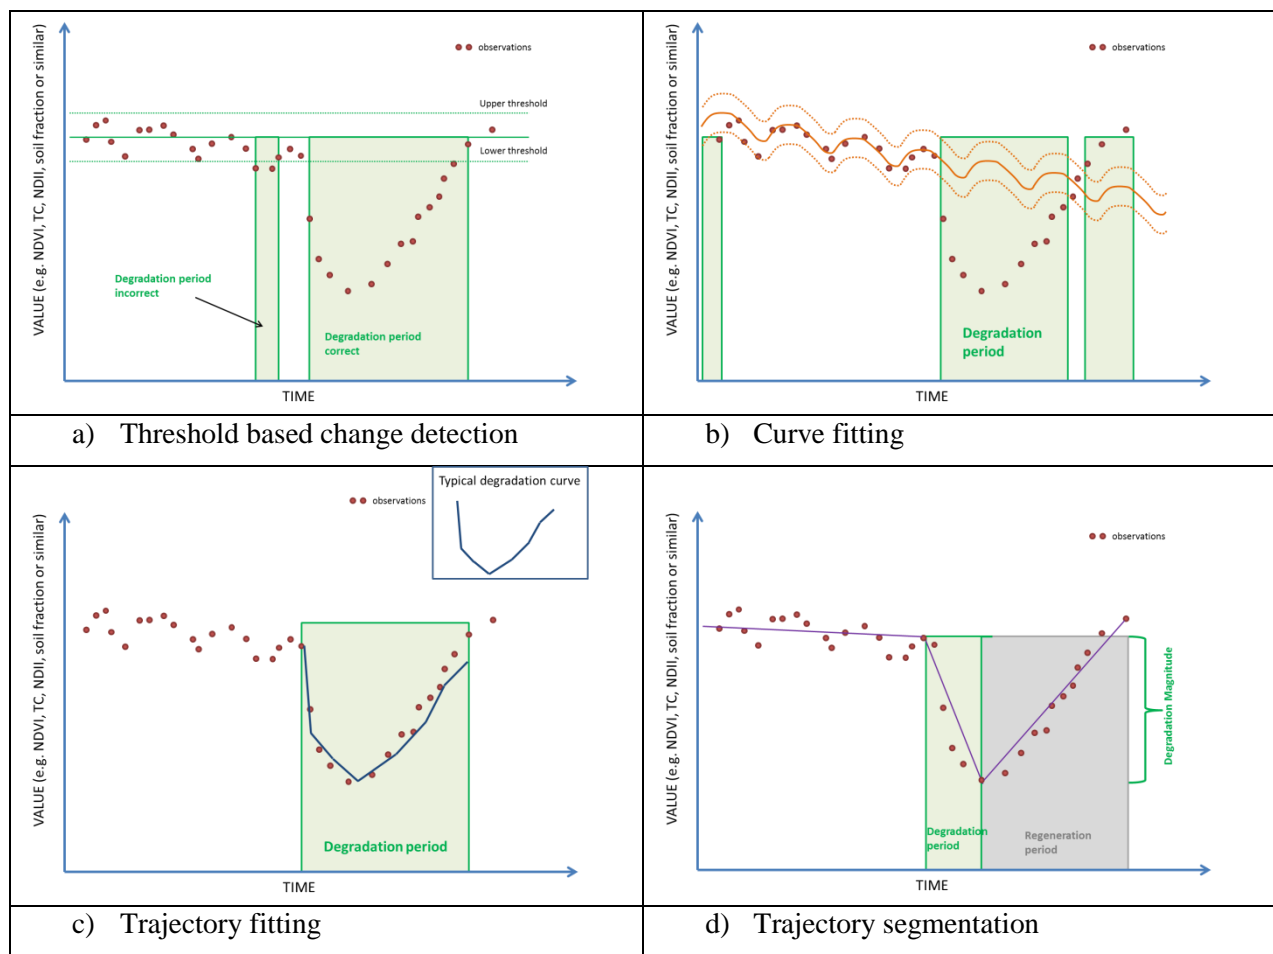 VALUE (e.g. NDVI, TC, NDII, soil fraction or similar)
observations
Upper threshold
Lower threshold
Degradation period
incorrect
Degradation period
correct
TIME
a) Threshold based change detection
VALUE (e.g. NDVI, TC, NDII, soil fraction or similar)
observations
Degradation
period
TIME
b) Curve fitting
VALUE (e.g. NDVI, TC, NDII, soil fraction or similar)
observations
Typical degradation curve
Degradation period
TIME
c) Trajectory fitting
VALUE (e.g. NDVI, TC, NDII, soil fraction or similar)
observations
Degradation Magnitude
Degradation
period
Regeneration
period
TIME
d) Trajectory segmentation